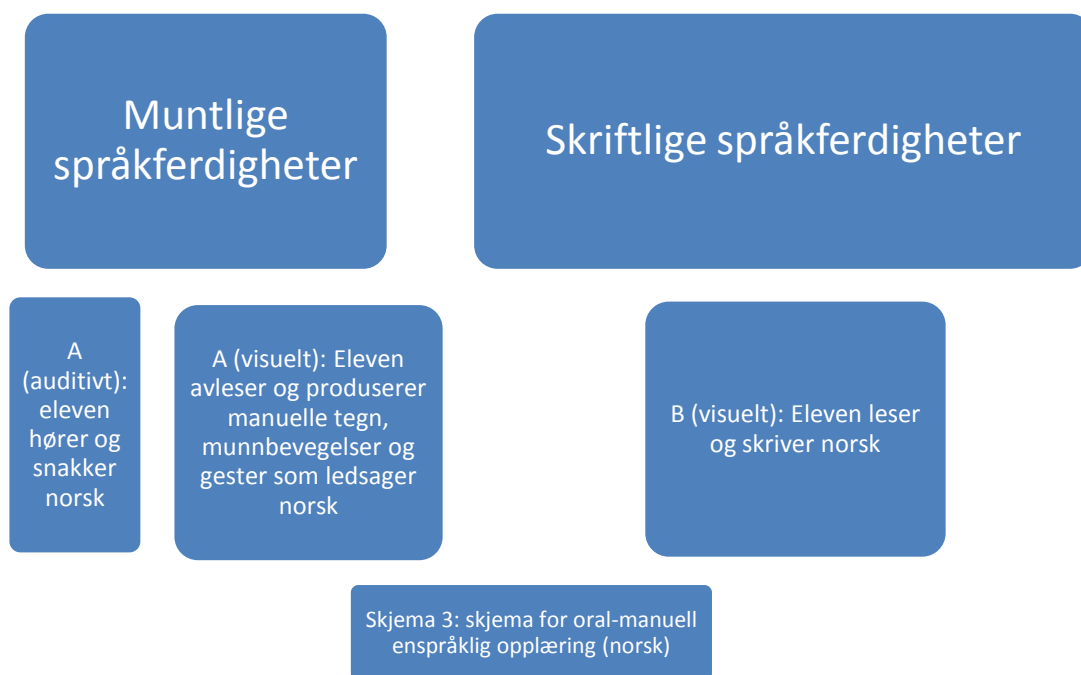 Muntlige
språkferdigheter
Skriftlige språkferdigheter
A
(auditivt):
eleven
hører og
snakker
norsk
A (visuelt): Eleven
avleser og produserer
manuelle tegn,
munnbevegelser og
gester som ledsager
norsk
B (visuelt): Eleven leser
og skriver norsk
Skjema 3: skjema for oral-manuell
enspråklig opplæring (norsk)